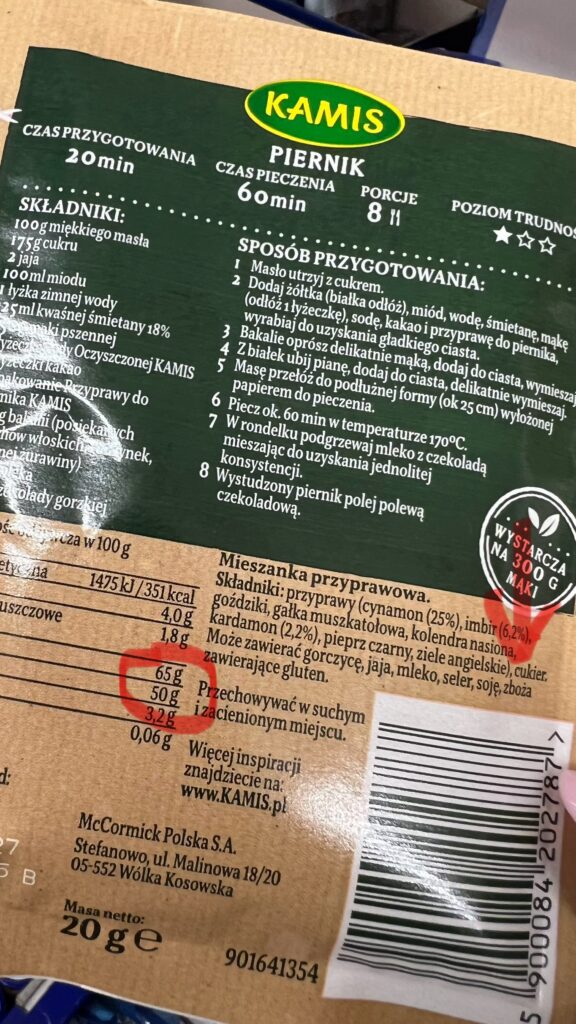 KAMIS
PIERNIK
CZAS PRZYGOTOWANIA
20min
CZAS PIECZENIA
60min
PORCJE
8
POZIOM
SKŁADNIKI:
100g miękkiego masła
175g cukru
2 jaja
100ml miodu
łyżka zimnej wody
25ml kwaśnej śmietany 18%
pszennej
Oczyszczonej KAMIS
kakao
Przyprawy do
KAMIS
SPOSÓB PRZYGOTOWANIA:
1 Masło utrzyj z cukrem.
2 Dodaj żółtka (białka odłóż), miód, wodę, śmietanę, mąkę
(odłóż 1 łyżeczkę), sodę, kakao i przyprawę do piernika,
wyrabiaj do uzyskania gładkiego ciasta.
3 Bakalie oprósz delikatnie mąką, dodaj do ciasta, wymieszaj
4 Z białek ubij pianę, dodaj do ciasta, delikatnie wymieszaj.
5 Masę przełóż do podłużnej formy (ok 25 cm) wyłożonej
papierem do pieczenia.
6 Piecz ok. 60 min w temperaturze 170°C.
7 W rondelku podgrzewaj mleko z czekoladą
mieszając do uzyskania jednolitej
konsystencji.
8 Wystudzony piernik polej polewą
czekoladową.
WYSTARCZA
NA 300 G
MĄKI
w 100 g
1475 kJ / 351 kcal
4,0 g
1,8 g
65 g
50 g
3,2 g
0,06 g
Mieszanka przyprawowa.
Składniki: przyprawy (cynamon (25%), imbir (6,2%),
goździki, gałka muszkatołowa, kolendra nasiona,
kardamon (2,2%), pieprz czarny, ziele angielskie), cukier.
Może zawierać gorczycę, jaja, mleko, seler, soję, zboża
zawierające gluten.
Przechowywać w suchym
i zacienionym miejscu.
Więcej inspiracji
znajdziecie na:
www.KAMIS.pl
McCormick Polska S.A.
Stefanowo, ul. Malinowa 18/20
05-552 Wólka Kosowska
Masa netto:
20 g e
901641354
5 900084 202787 >